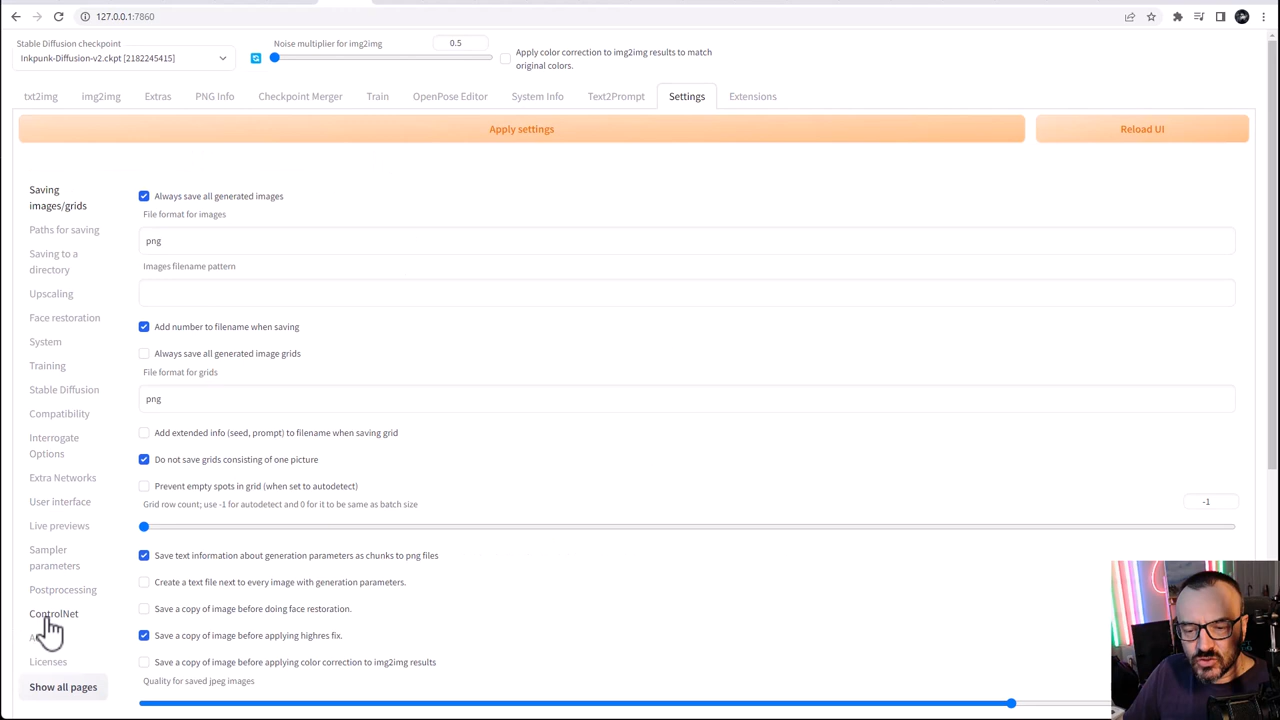 127.0.0.1:7860
Stable Diffusion checkpoint
Inkpunk-Diffusion-v2.ckpt [2182245415]
Noise multiplier for img2img
0.5
Apply color correction to img2img results to match
original colors.
txt2img
img2img
Extras
PNG Info
Checkpoint Merger
Train
OpenPose Editor
System Info
Text2Prompt
Settings
Extensions
Apply settings
Reload UI
Saving
images/grids
Paths for saving
Saving to a
directory
Upscaling
Face restoration
System
Training
Stable Diffusion
Compatibility
Interrogate
Options
Extra Networks
User interface
Live previews
Sampler
parameters
Postprocessing
ControlNet
Licenses
Show all pages
Always save all generated images
File format for images
png
Images filename pattern
Add number to filename when saving
Always save all generated image grids
File format for grids
png
Add extended info (seed, prompt) to filename when saving grid
Do not save grids consisting of one picture
Prevent empty spots in grid (when set to autodetect)
Grid row count; use -1 for autodetect and 0 for it to be same as batch size
-1
Save text information about generation parameters as chunks to png files
Create a text file next to every image with generation parameters.
Save a copy of image before doing face restoration.
Save a copy of image before applying highres fix.
Save a copy of image before applying color correction to img2img results
Quality for saved jpeg images